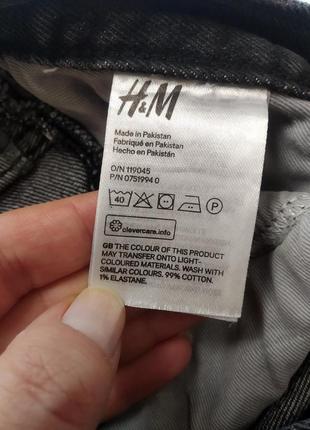 H&M
Made in Pakistan
Fabriqué en Pakistan
Hecho en Pakistán
O/N 119045
P/N 0751994 0
40 P
clevercare.info
GB THE COLOUR OF THIS PRODUCT
MAY TRANSFER ONTO LIGHT-
COLOURED MATERIALS. WASH WITH
SIMILAR COLOURS. 99% COTTON.
1% ELASTANE.